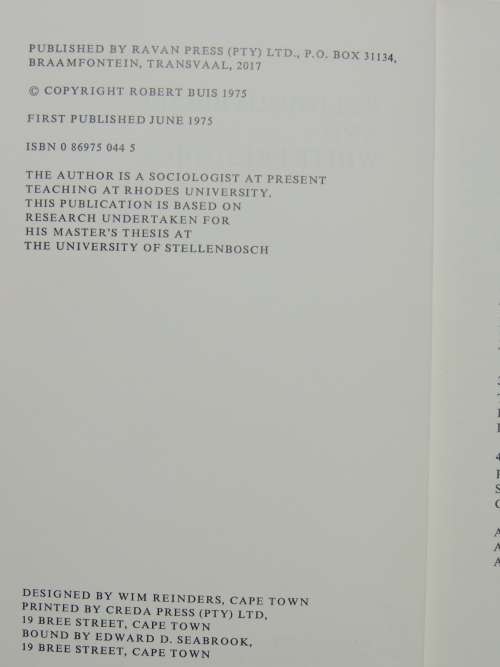 PUBLISHED BY RAVAN PRESS (PTY) LTD., P.O. BOX 31134,
BRAAMFONTEIN, TRANSVAAL, 2017
© COPYRIGHT ROBERT BUIS 1975
FIRST PUBLISHED JUNE 1975
ISBN 0 86975 044 5
THE AUTHOR IS A SOCIOLOGIST AT PRESENT
TEACHING AT RHODES UNIVERSITY.
THIS PUBLICATION IS BASED ON
RESEARCH UNDERTAKEN FOR
HIS MASTER'S THESIS AT
THE UNIVERSITY OF STELLENBOSCH
DESIGNED BY WIM REINDERS, CAPE TOWN
PRINTED BY CREDA PRESS (PTY) LTD,
19 BREE STREET, CAPE TOWN
BOUND BY EDWARD D. SEABROOK,
19 BREE STREET, CAPE TOWN